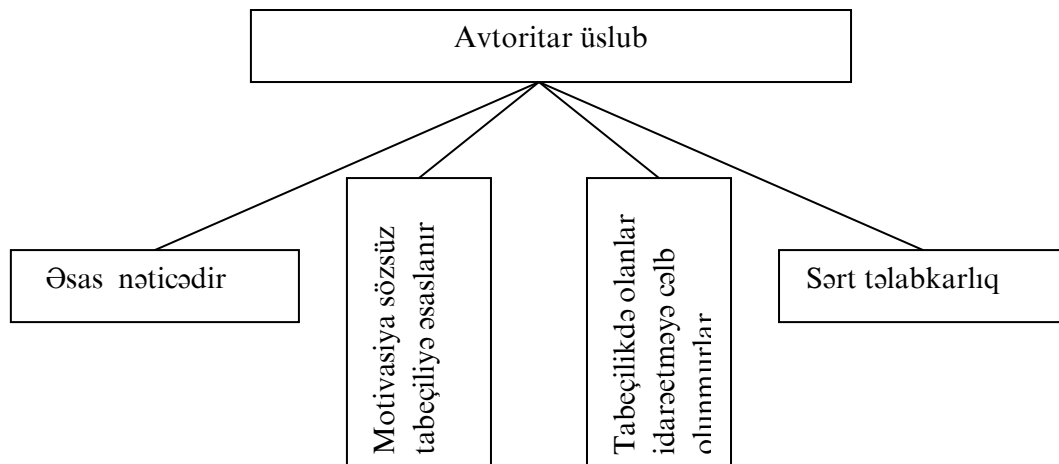 Avtoritar üslub
Əsas nəticədir
Motivasiya sözsüz
tabeçiliyə əsaslanır
Tabeçilikdə olanlar
idarəetməyə cəlb
olunmurlar
Sərt tələbkarlıq